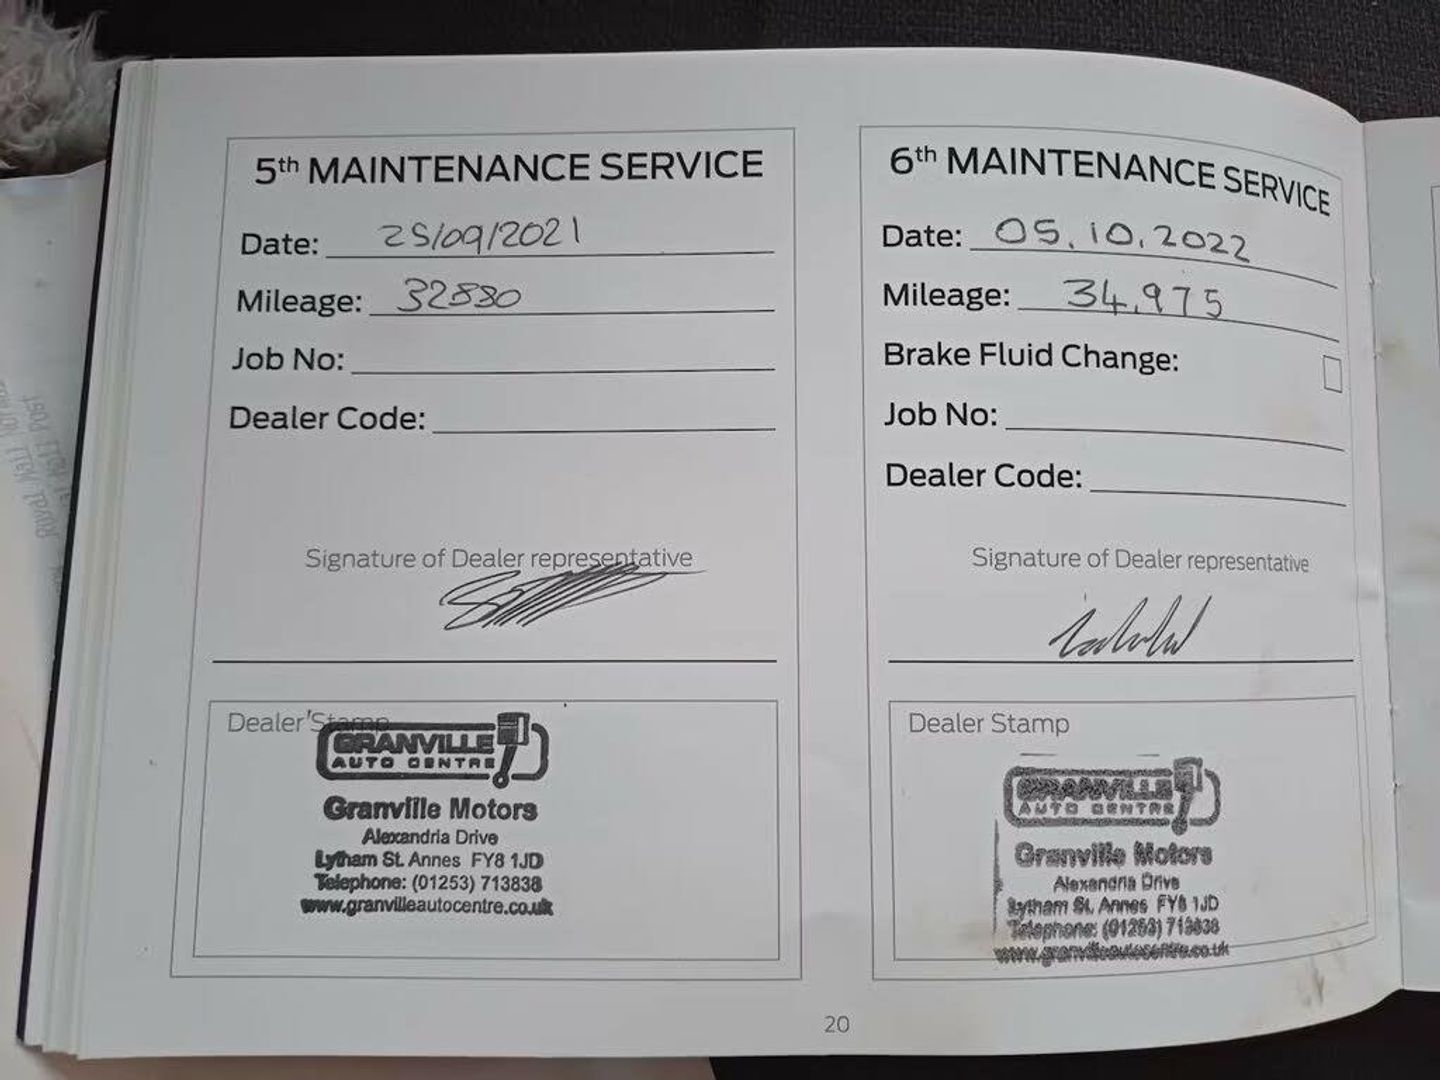 5th MAINTENANCE SERVICE
Date: 25/09/2021
Mileage: 32880
Job No:
Dealer Code:
Signature of Dealer representative
Dealer Stamp
GRANVILLE
AUTO CENTRE
Granville Motors
Alexandria Drive
Lytham St. Annes FY8 1JD
Telephone: (01253) 713838
www.granvilleautocentre.co.uk
6th MAINTENANCE SERVICE
Date: 05.10.2022
Mileage: 34,975
Brake Fluid Change:
Job No:
Dealer Code:
Signature of Dealer representative
Dealer Stamp
GRANVILLE
AUTO CENTRE
Granville Motors
Alexandria Drive
Lytham St. Annes FY8 1JD
Telephone: (01253) 713838
www.granvilleautocentre.co.uk
20